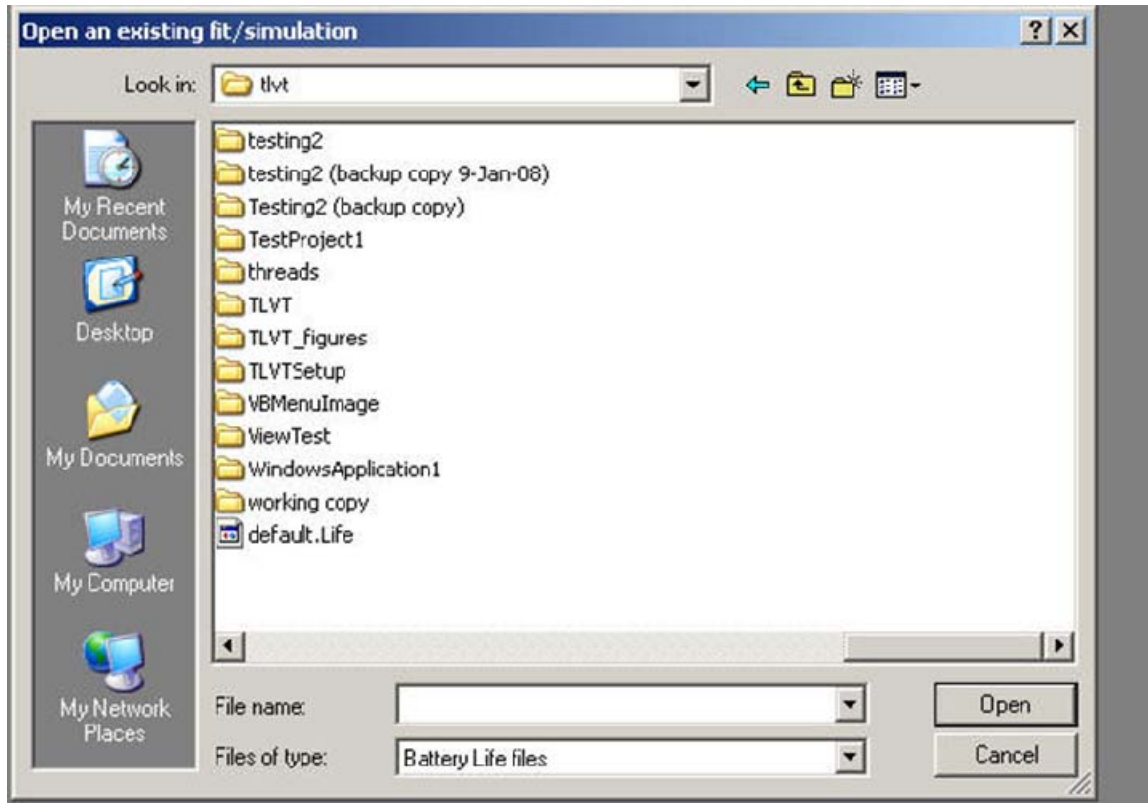 Open an existing fit/simulation
?
Look in:
tlvt
My Recent
Documents
Desktop
My Documents
My Computer
My Network
Places
testing2
testing2 (backup copy 9-Jan-08)
Testing2 (backup copy)
TestProject1
threads
TLVT
TLVT_figures
TLVTSetup
VBMenuImage
ViewTest
WindowsApplication1
working copy
default.Life
File name:
Open
Files of type:
Battery Life files
Cancel